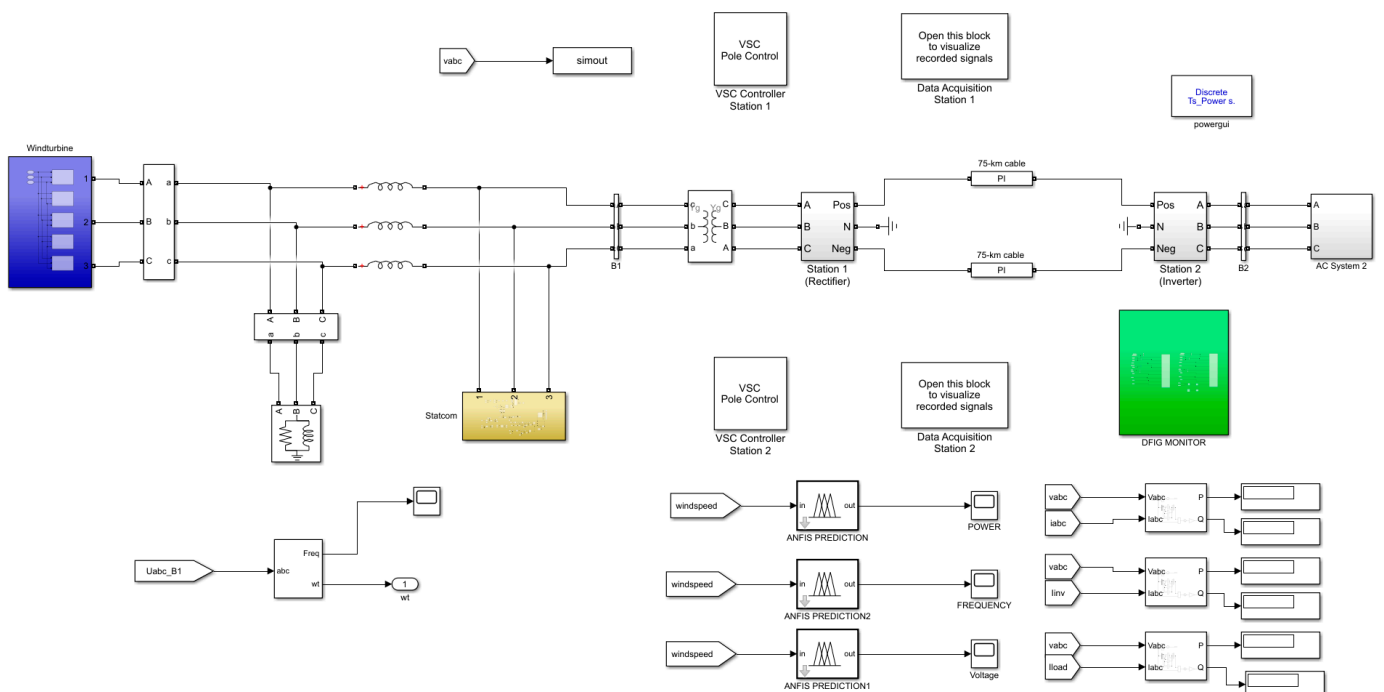 vabc
simout
VSC
Pole Control
VSC Controller
Station 1
Open this block
to visualize
recorded signals
Data Acquisition
Station 1
Discrete
Ts_Power s.
powergui
Windturbine
1
2
3
A
B
C
a
b
c
B1
c
b
a
Yg
Yg
C
B
A
A
B
C
Pos
N
Neg
Station 1
(Rectifier)
75-km cable
PI
75-km cable
PI
Pos
N
Neg
A
B
C
Station 2
(Inverter)
B2
A
B
C
AC System 2
A
B
C
a
b
c
A
B
C
1
2
3
Statcom
VSC
Pole Control
VSC Controller
Station 2
Open this block
to visualize
recorded signals
Data Acquisition
Station 2
DFIG MONITOR
Uabc_B1
abc
Freq
wt
1
wt
windspeed
in
out
ANFIS PREDICTION
POWER
windspeed
in
out
ANFIS PREDICTION2
FREQUENCY
windspeed
in
out
ANFIS PREDICTION1
Voltage
vabc
iabc
Vabc
Iabc
P
Q
vabc
Iinv
Vabc
Iabc
P
Q
vabc
Iload
Vabc
Iabc
P
Q